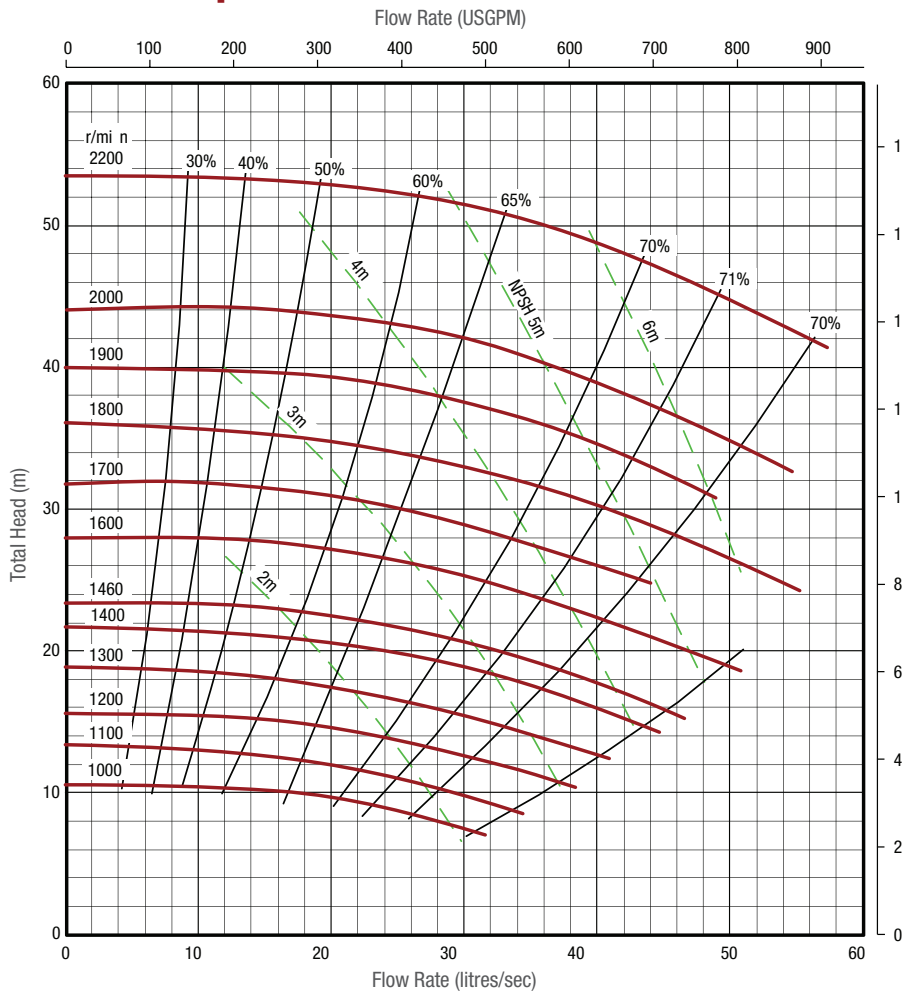 Flow Rate (USGPM)
0 100 200 300 400 500 600 700 800 900
60
r/mi n
2200
30% 40% 50% 60% 65% 70% 71% 70%
50
4m
NPSH 5m
6m
2000
40
1900
3m
1800
1700
30
1600
2m
1460
1400
20
1300
1200
1100
1000
10
0
Total Head (m)
1
1
1
1
1
8
6
4
2
0
0 10 20 30 40 50 60
Flow Rate (litres/sec)